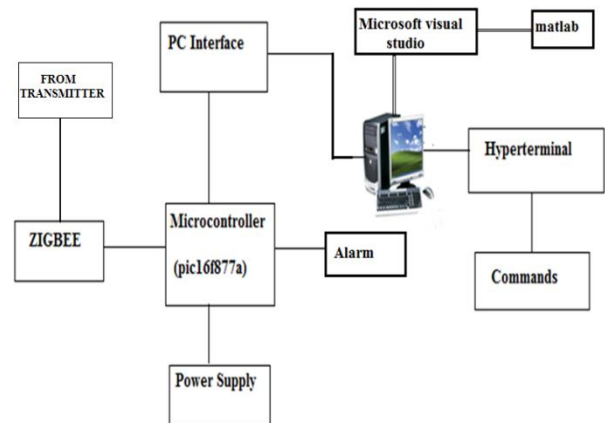 Microsoft visual
studio
matlab
PC Interface
FROM
TRANSMITTER
Hyperterminal
Microcontroller
(pic16f877a)
ZIGBEE
Alarm
Commands
Power Supply